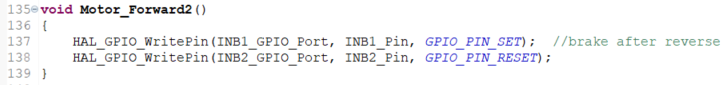 135 void Motor_Forward2()
136 {
137     HAL_GPIO_WritePin(INB1_GPIO_Port, INB1_Pin, GPIO_PIN_SET);  //brake after reverse
138     HAL_GPIO_WritePin(INB2_GPIO_Port, INB2_Pin, GPIO_PIN_RESET);
139 }